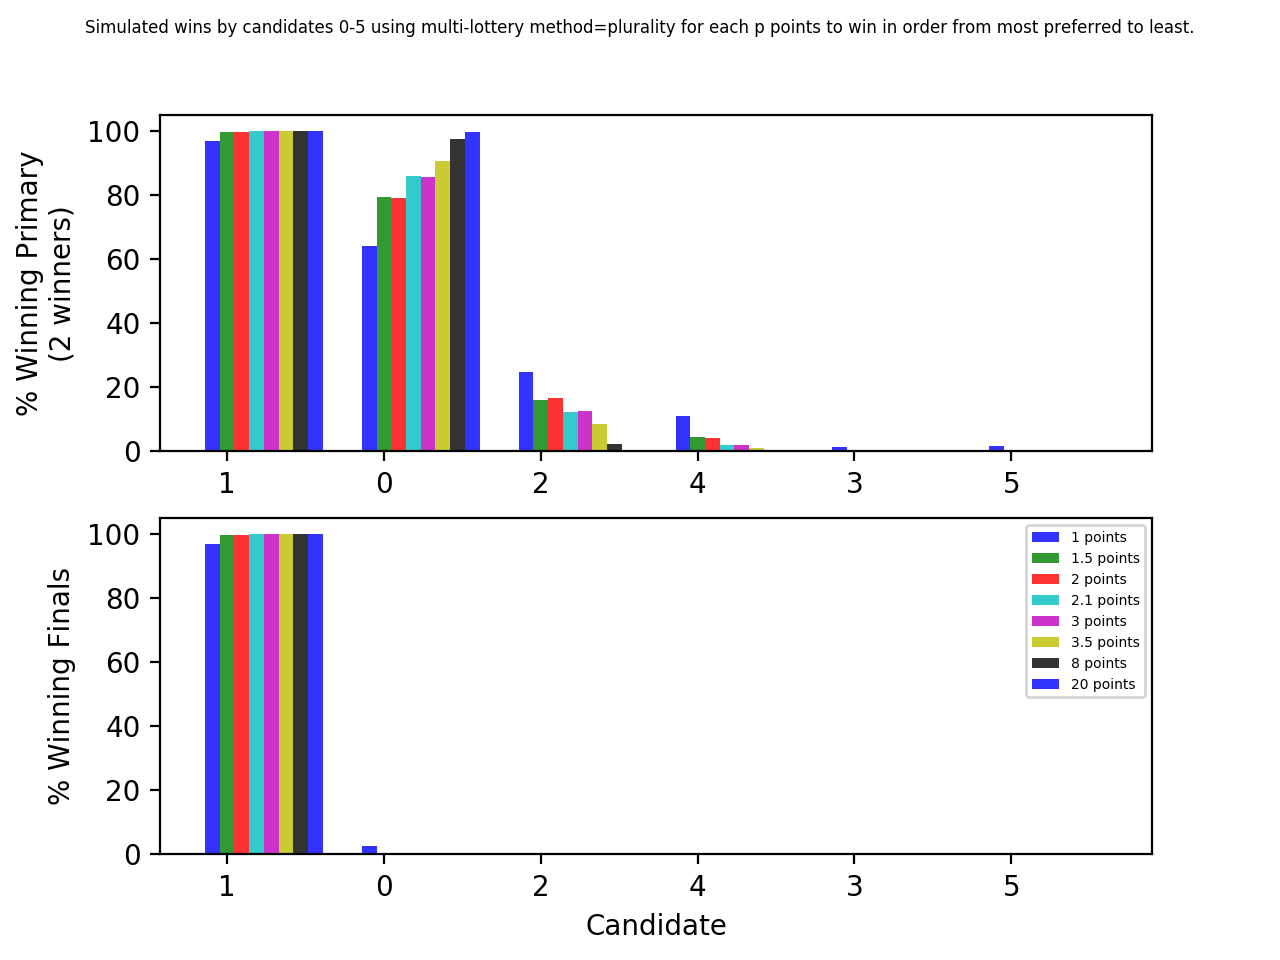 Simulated wins by candidates 0-5 using multi-lottery method=plurality for each p points to win in order from most preferred to least.
% Winning Primary
(2 winners)
100
80
60
40
20
0
1 0 2 4 3 5
% Winning Finals
100
80
60
40
20
0
1 points
1.5 points
2 points
2.1 points
3 points
3.5 points
8 points
20 points
1 0 2 4 3 5
Candidate